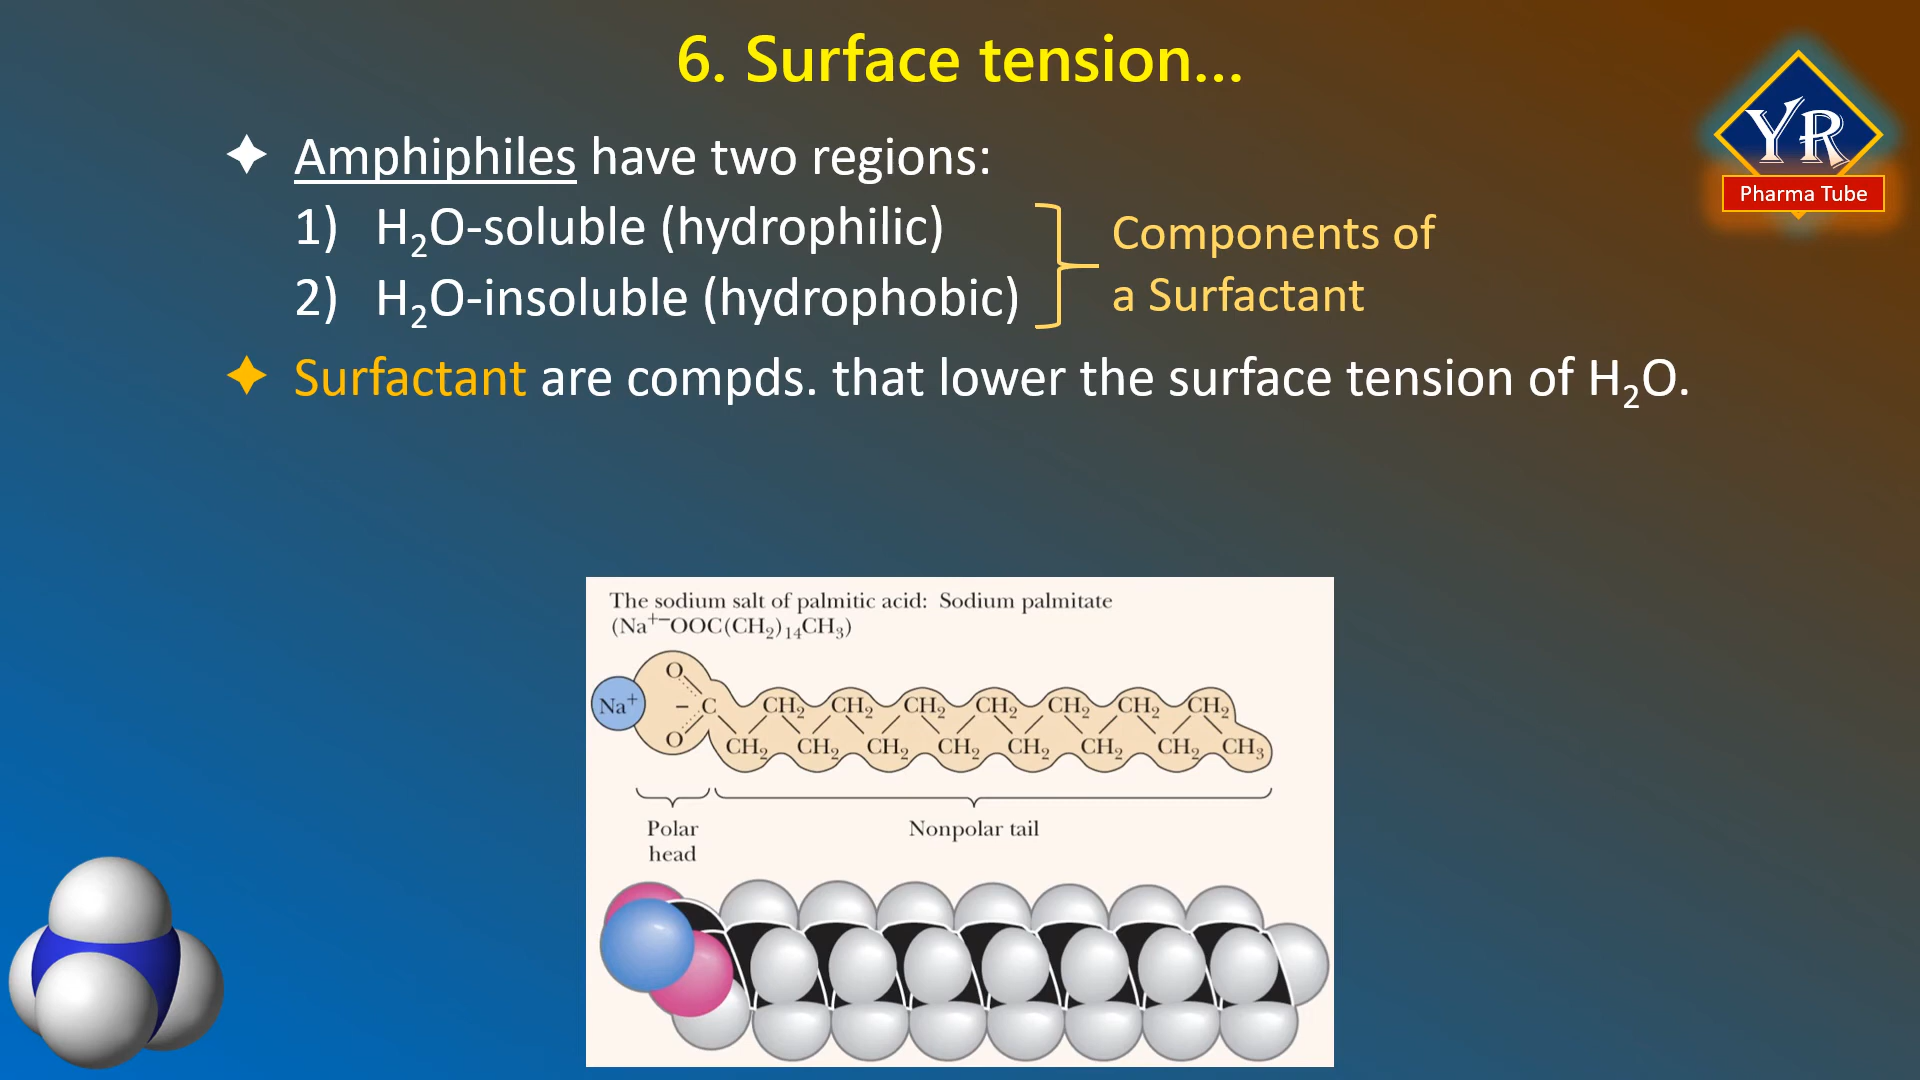 6. Surface tension...
YR
Pharma Tube
✦ Amphiphiles have two regions:
1) H₂O-soluble (hydrophilic)
2) H₂O-insoluble (hydrophobic)
Components of
a Surfactant
✦ Surfactant are compds. that lower the surface tension of H₂O.
The sodium salt of palmitic acid: Sodium palmitate
(Na⁺⁻OOC(CH₂)₁₄CH₃)
O
Na⁺ – C CH₂ CH₂ CH₂ CH₂ CH₂ CH₂ CH₂
O CH₂ CH₂ CH₂ CH₂ CH₂ CH₂ CH₂ CH₃
Polar
head
Nonpolar tail